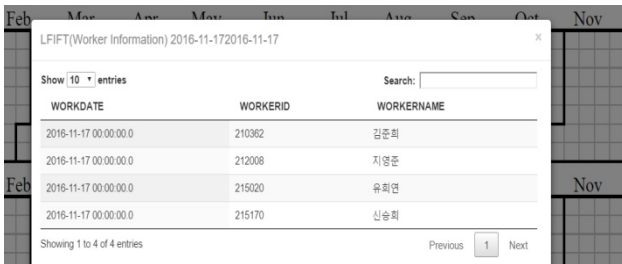 Feb Mar Apr May Jun Jul Aug Sep Oct Nov
LFIFT(Worker Information) 2016-11-172016-11-17 x
Show 10 entries Search:
WORKDATE WORKERID WORKERNAME
2016-11-17 00:00:00.0 210362 김준희
2016-11-17 00:00:00.0 212008 지영준
2016-11-17 00:00:00.0 215020 유희연
2016-11-17 00:00:00.0 215170 신승희
Feb Nov
Showing 1 to 4 of 4 entries Previous 1 Next